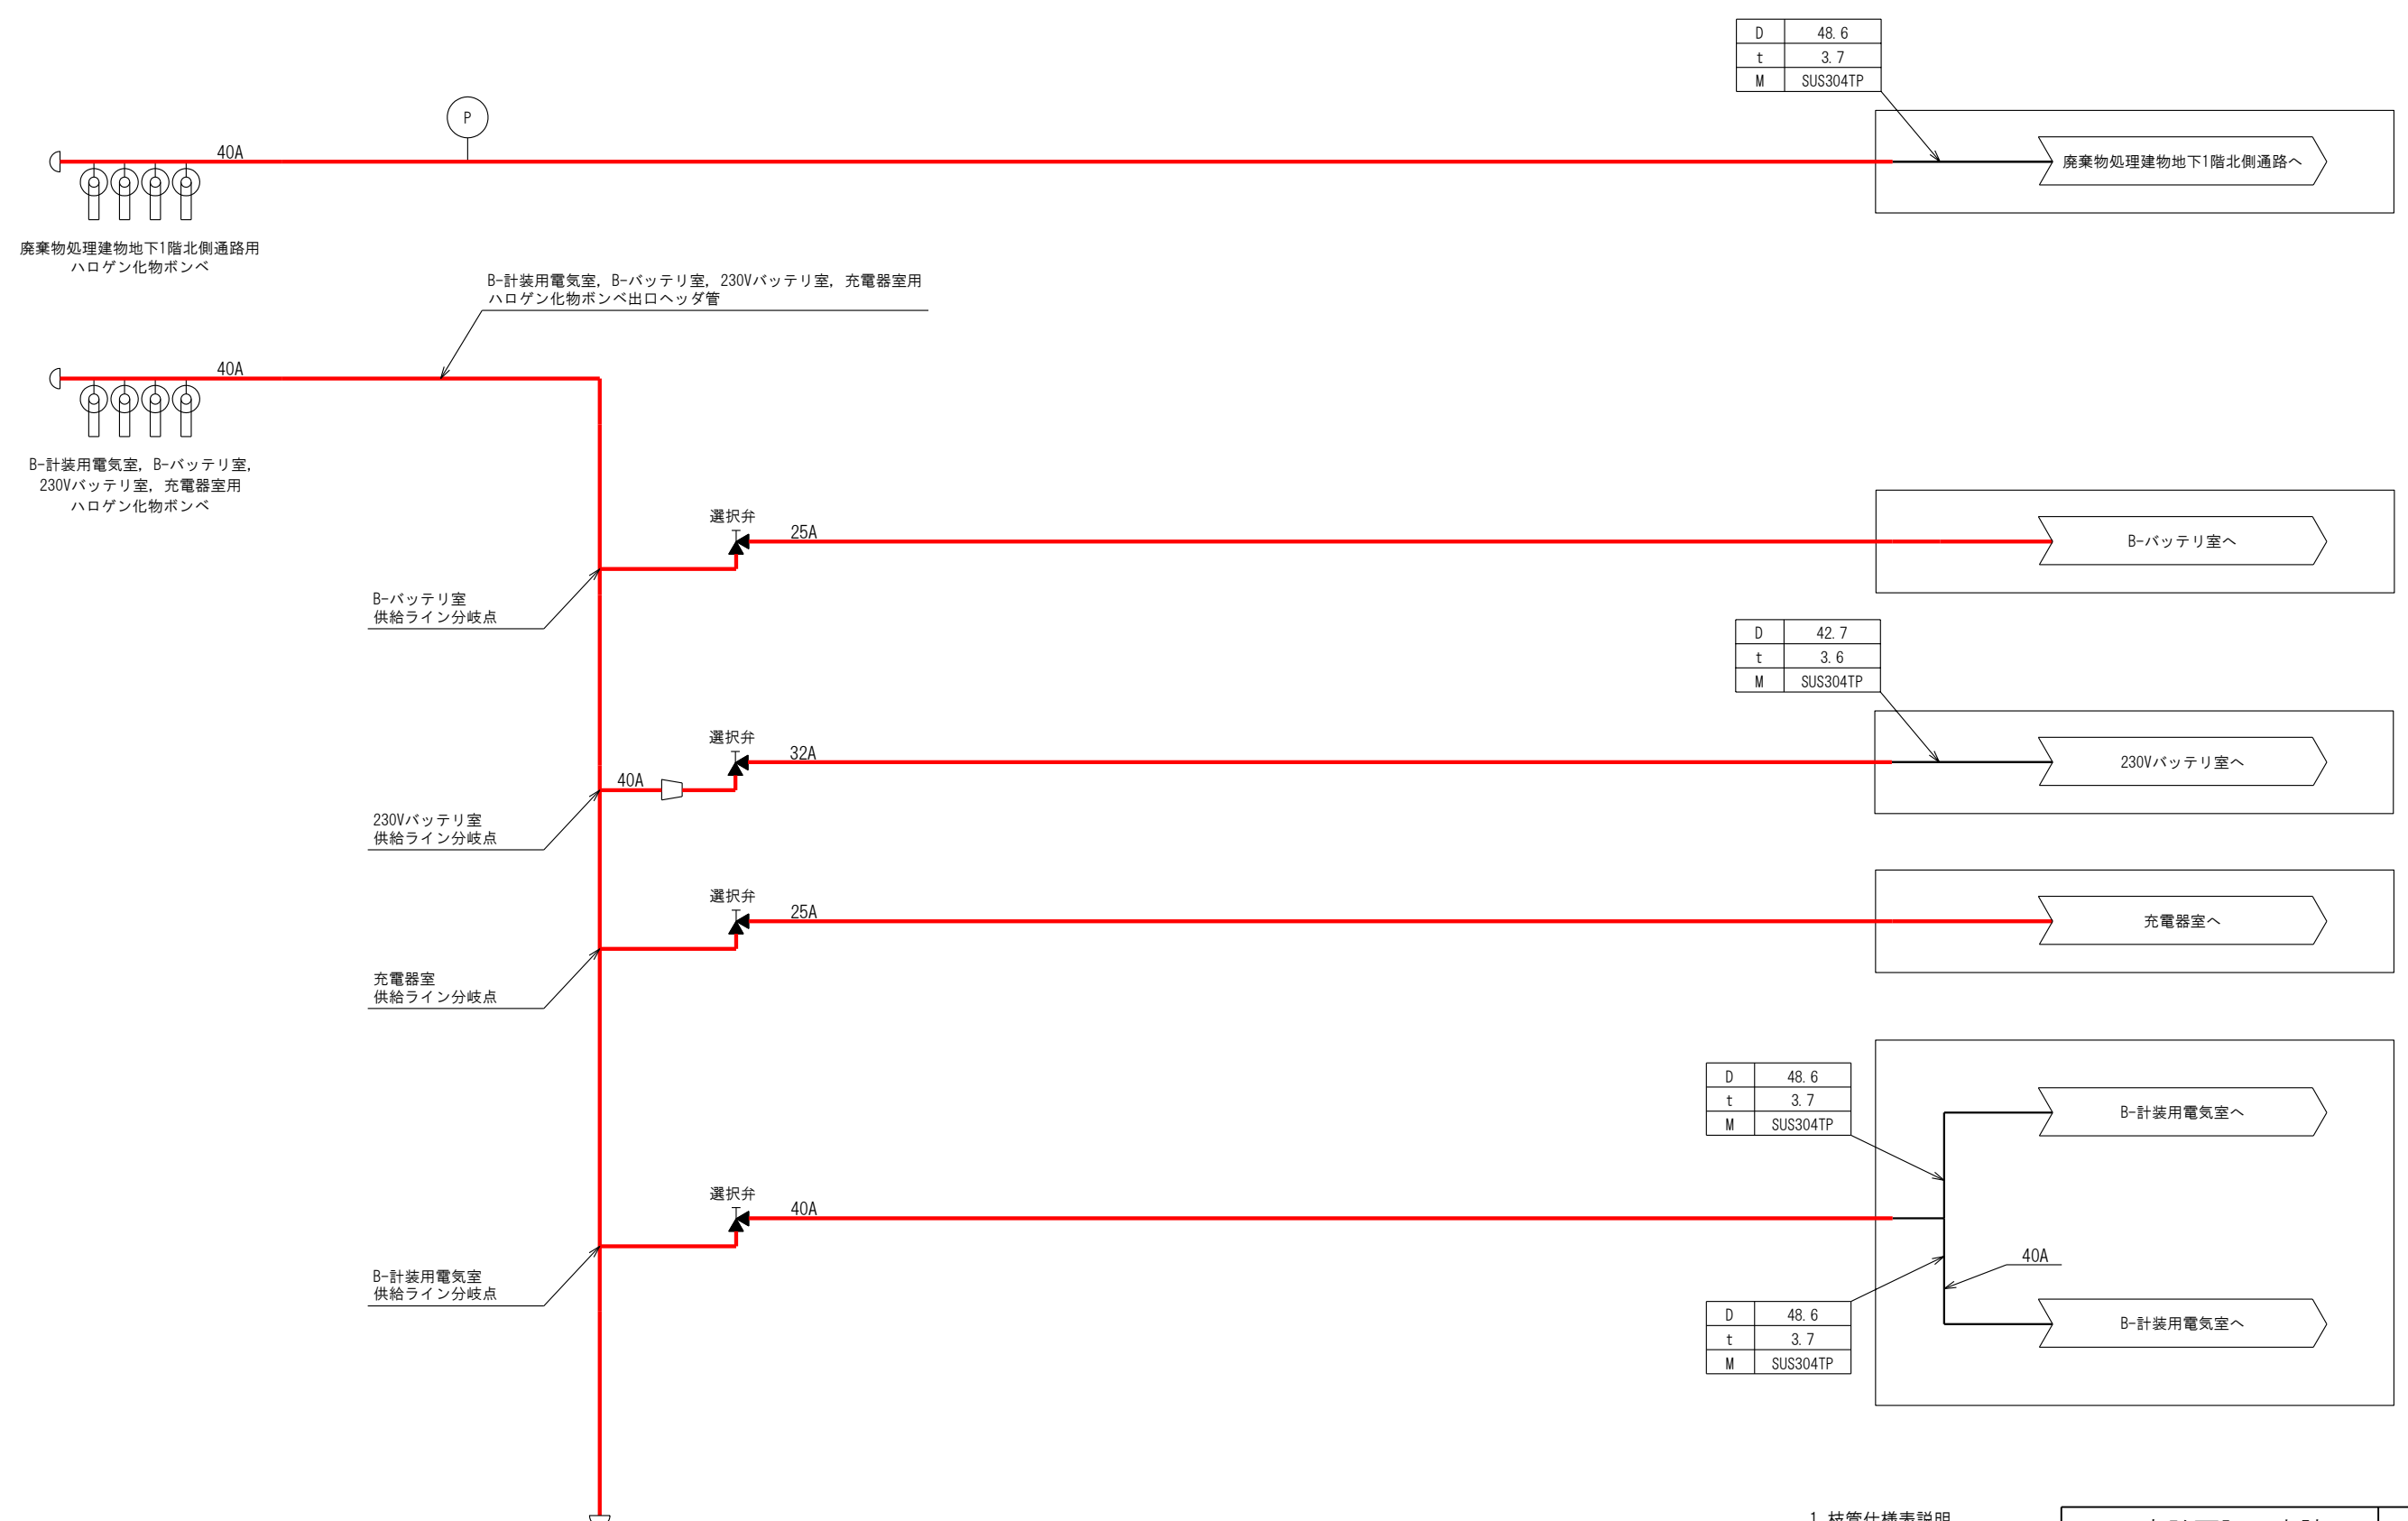 D 48.6
t 3.7
M SUS304TP
P
40A
廃棄物処理建物地下1階北側通路へ
廃棄物処理建物地下1階北側通路用
ハロゲン化物ボンベ
B-計装用電気室, B-バッテリ室, 230Vバッテリ室, 充電器室用
ハロゲン化物ボンベ出口ヘッダ管
40A
B-計装用電気室, B-バッテリ室,
230Vバッテリ室, 充電器室用
ハロゲン化物ボンベ
選択弁
25A
B-バッテリ室へ
B-バッテリ室
供給ライン分岐点
D 42.7
t 3.6
M SUS304TP
選択弁
32A
230Vバッテリ室へ
40A
230Vバッテリ室
供給ライン分岐点
選択弁
25A
充電器室へ
充電器室
供給ライン分岐点
D 48.6
t 3.7
M SUS304TP
B-計装用電気室へ
選択弁
40A
40A
B-計装用電気室
供給ライン分岐点
D 48.6
t 3.7
M SUS304TP
B-計装用電気室へ
1.枝管仕様表説明